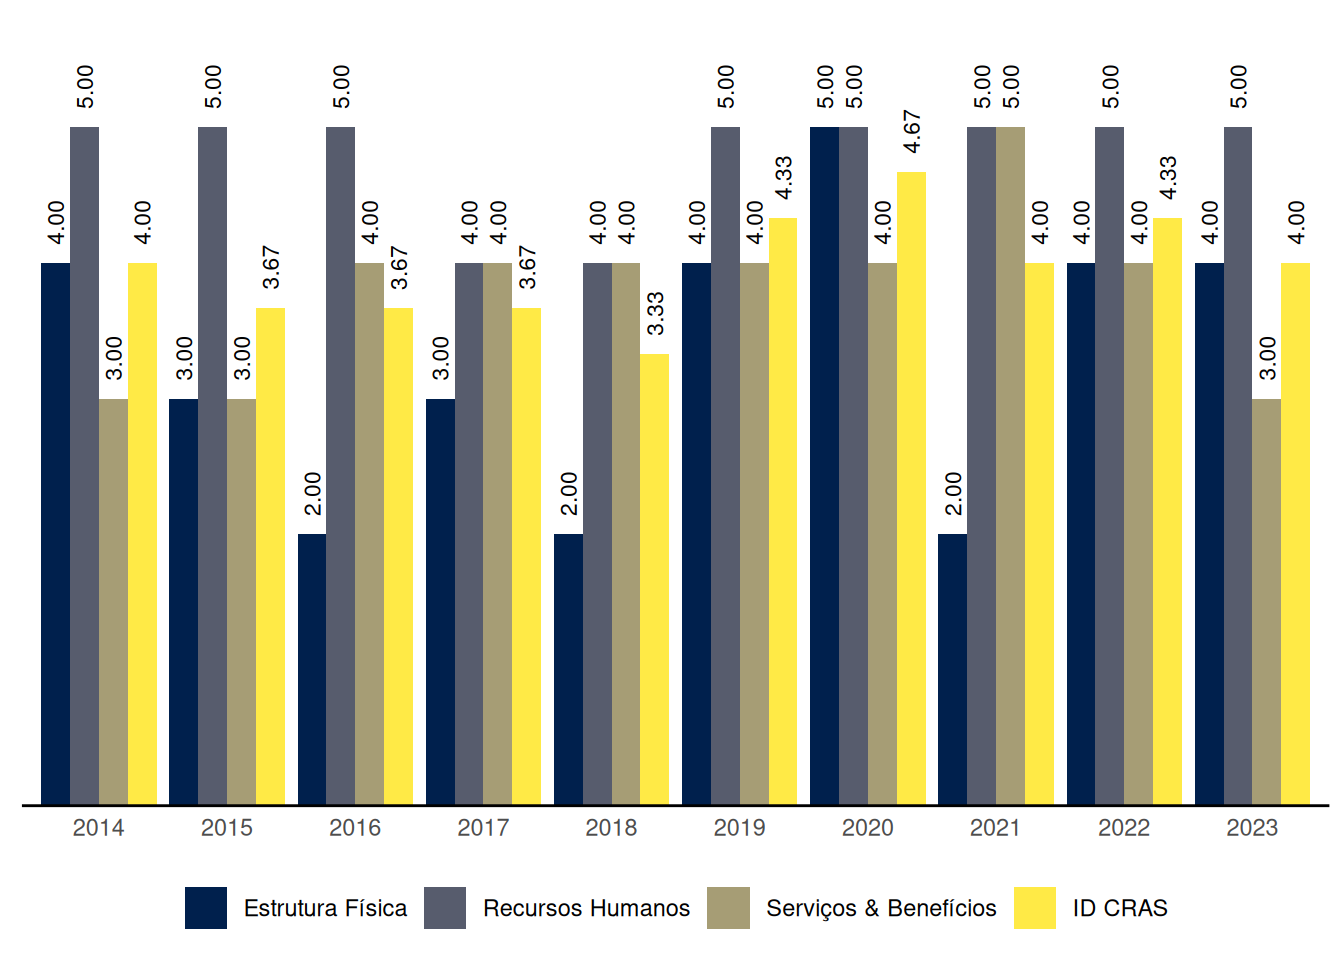 4.00 5.00 3.00 4.00
3.00 5.00 3.00 3.67
2.00 5.00 4.00 3.67
3.00 4.00 4.00 3.67
2.00 4.00 4.00 3.33
4.00 5.00 4.00 4.33
5.00 5.00 4.00 4.67
2.00 5.00 5.00 4.00
4.00 5.00 4.00 4.33
4.00 5.00 3.00 4.00
2014 2015 2016 2017 2018 2019 2020 2021 2022 2023
Estrutura Física Recursos Humanos Serviços & Benefícios ID CRAS